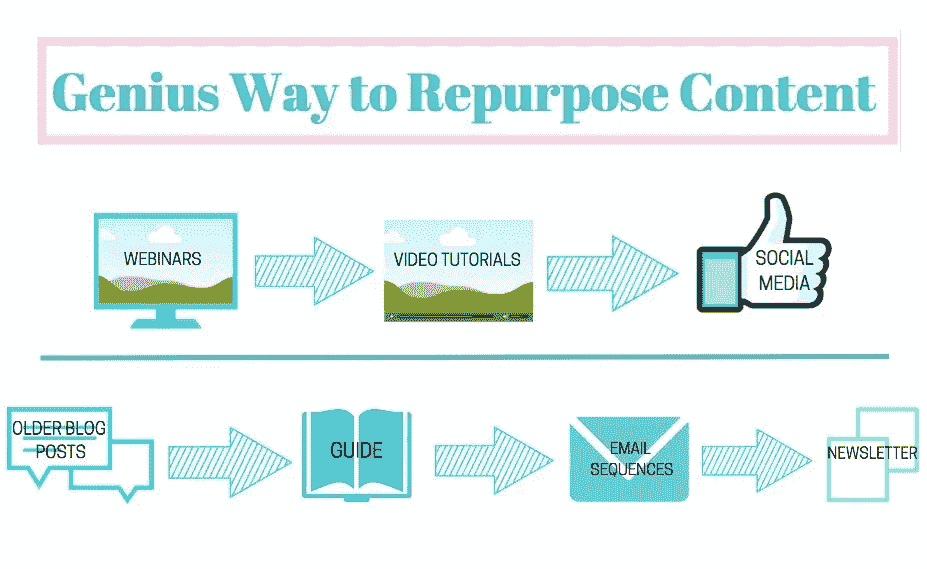 Genius Way to Repurpose Content
WEBINARS
VIDEO TUTORIALS
SOCIAL
MEDIA
OLDER BLOG
POSTS
GUIDE
EMAIL
SEQUENCES
NEWSLETTER